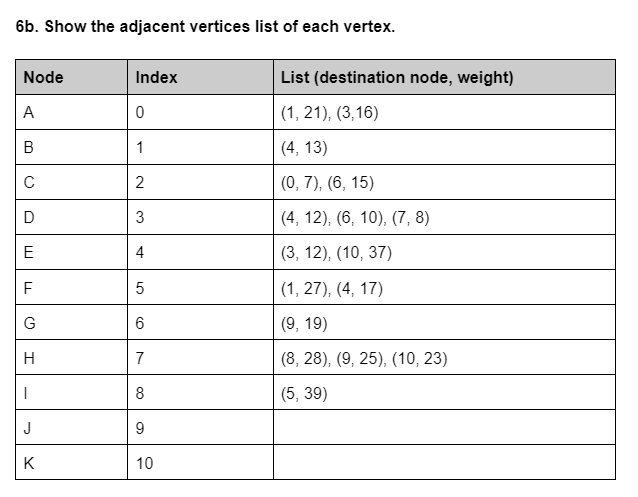 6b. Show the adjacent vertices list of each vertex.
Node Index List (destination node, weight)
A 0 (1, 21), (3,16)
B 1 (4, 13)
C 2 (0, 7), (6, 15)
D 3 (4, 12), (6, 10), (7, 8)
E 4 (3, 12), (10, 37)
F 5 (1, 27), (4, 17)
G 6 (9, 19)
H 7 (8, 28), (9, 25), (10, 23)
I 8 (5, 39)
J 9
K 10